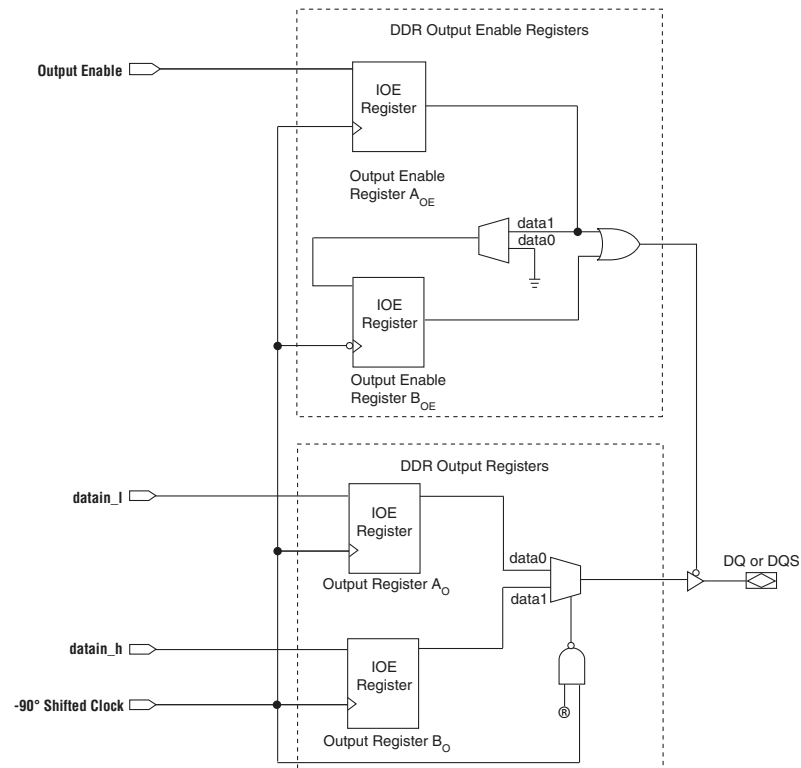 DDR Output Enable Registers
Output Enable
IOE
Register
Output Enable
Register A_OE
data1
data0
IOE
Register
Output Enable
Register B_OE
DDR Output Registers
datain_l
IOE
Register
data0
DQ or DQS
Output Register A_O
data1
datain_h
IOE
Register
-90° Shifted Clock
®
Output Register B_O